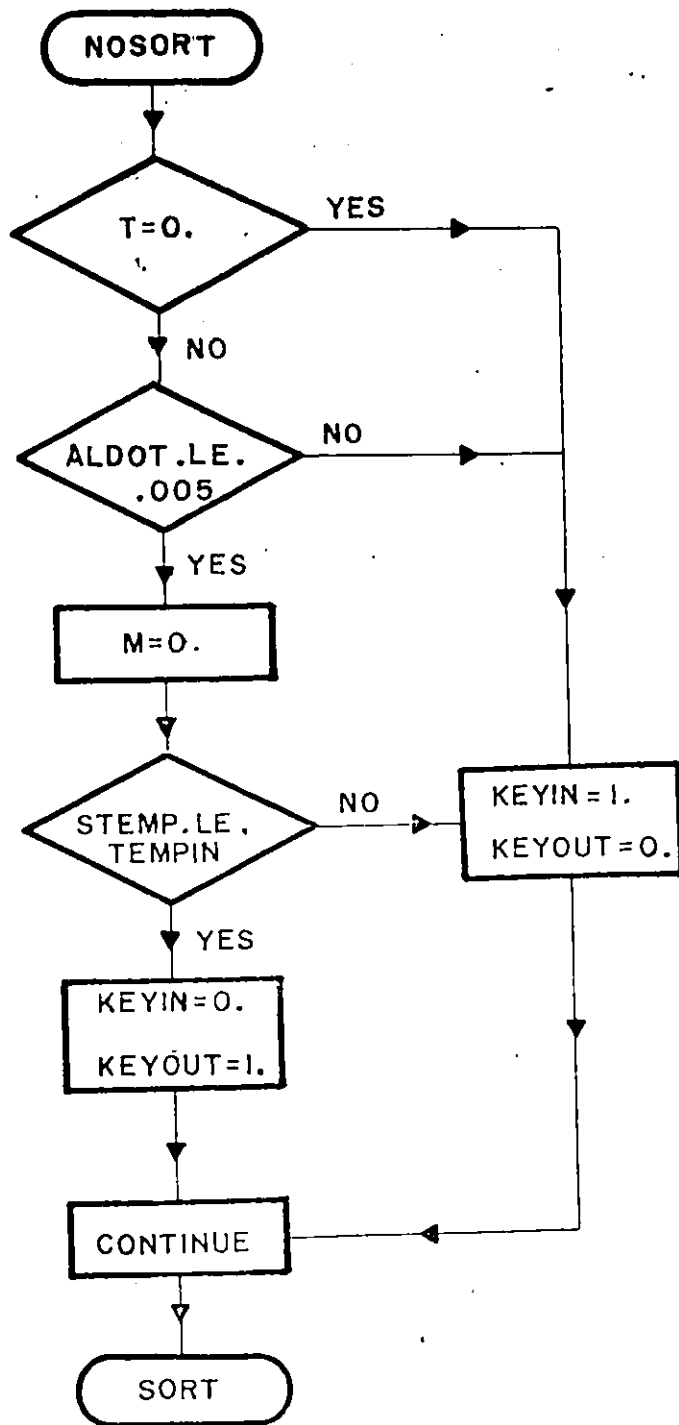 NOSORT
T=0.
YES
NO
ALDOT.LE.
.005
NO
YES
M=0.
STEMP.LE.
TEMPIN
NO
KEYIN=1.
KEYOUT=0.
YES
KEYIN=0.
KEYOUT=1.
CONTINUE
SORT